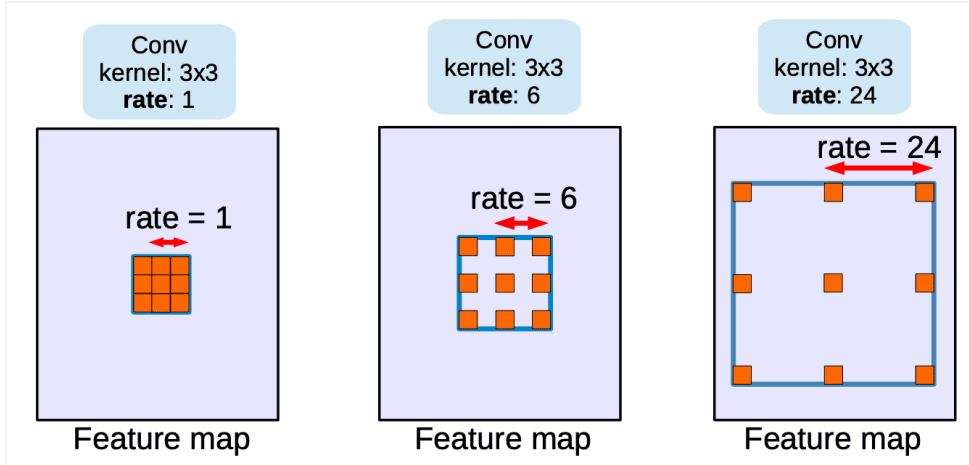 Conv
kernel: 3x3
rate: 1
Conv
kernel: 3x3
rate: 6
Conv
kernel: 3x3
rate: 24
rate = 1
rate = 6
rate = 24
Feature map
Feature map
Feature map